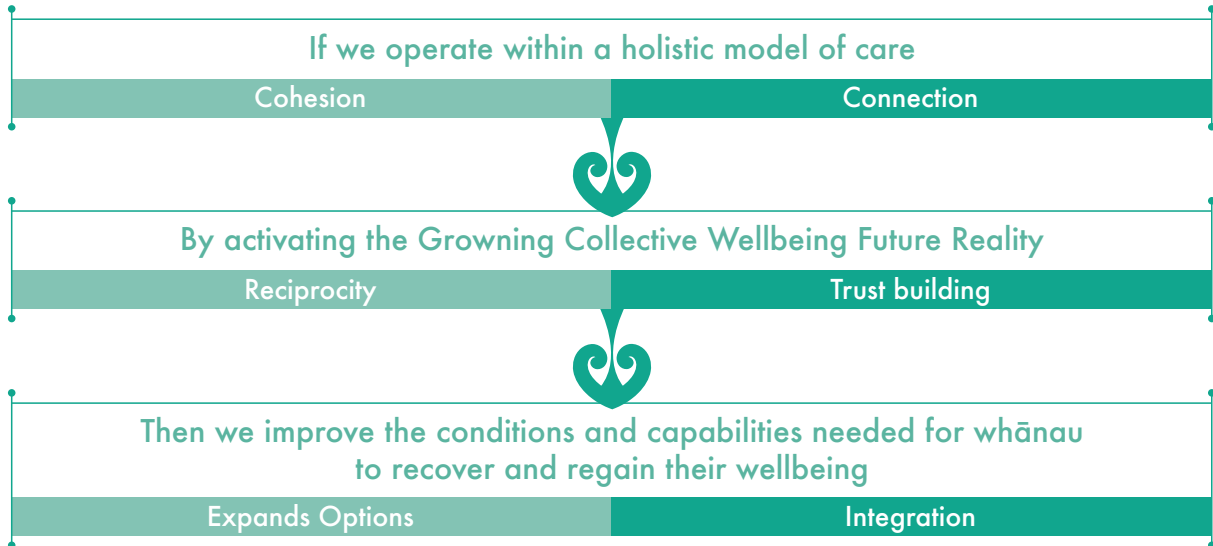 If we operate within a holistic model of care
Cohesion
Connection
By activating the Growning Collective Wellbeing Future Reality
Reciprocity
Trust building
Then we improve the conditions and capabilities needed for whānau
to recover and regain their wellbeing
Expands Options
Integration